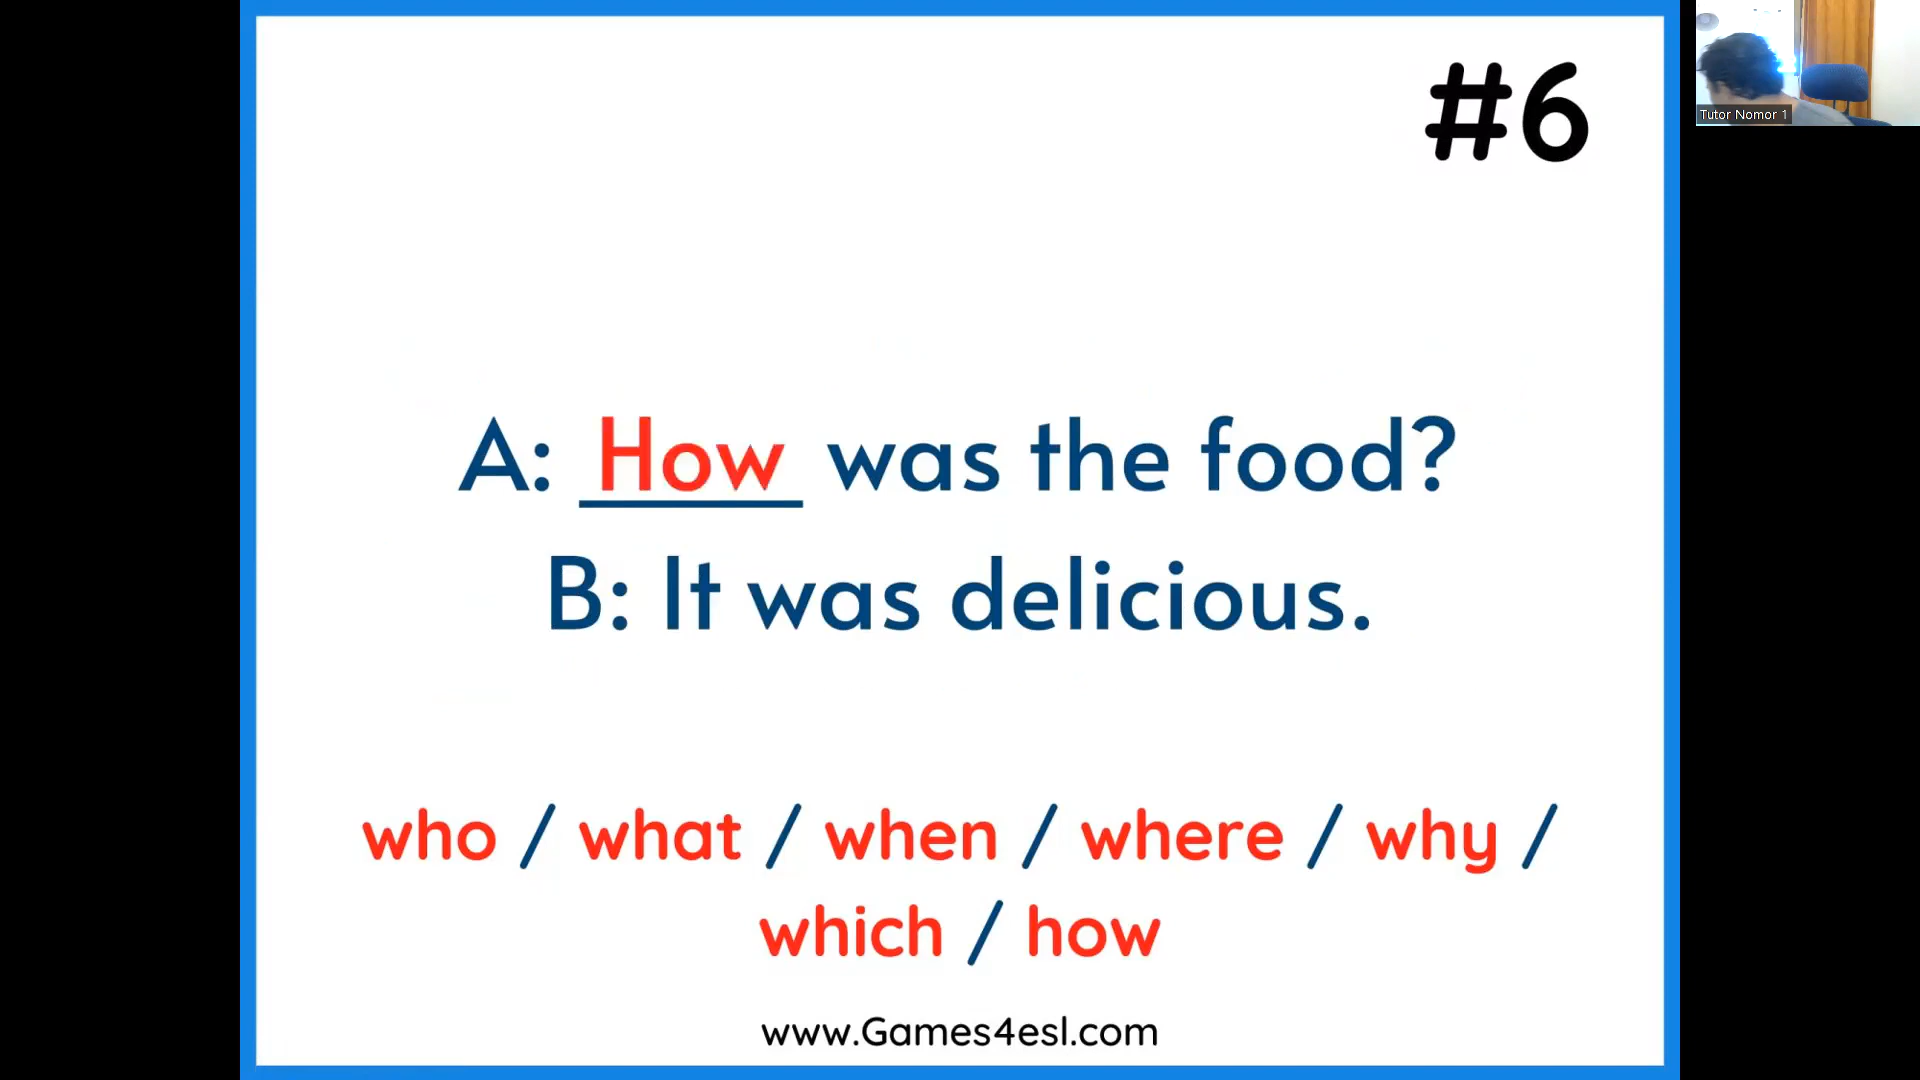 #6
Tutor Nomor 1
A: How was the food?
B: It was delicious.
who / what / when / where / why /
which / how
www.Games4esl.com